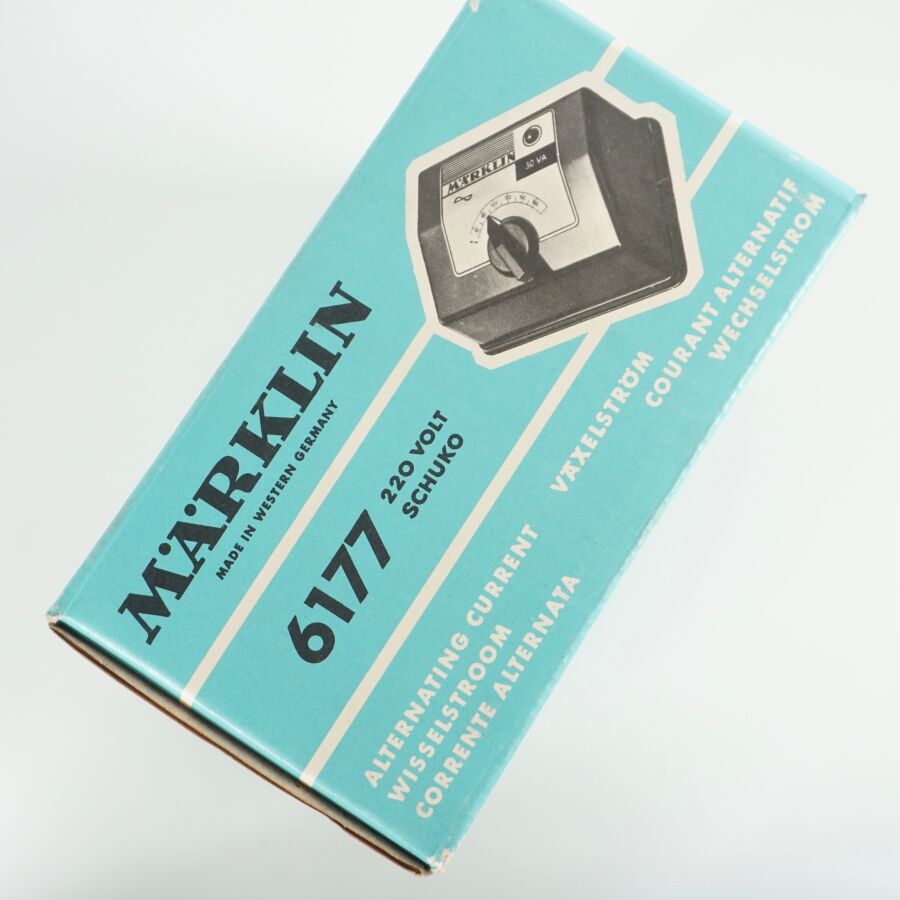 MÄRKLIN
MADE IN WESTERN GERMANY
6177
220 VOLT
SCHUKO
MÄRKLIN
30 VA
ALTERNATING CURRENT
WISSELSTROOM
CORRENTE ALTERNATA
VÄXELSTRÖM
COURANT ALTERNATIF
WECHSELSTROM